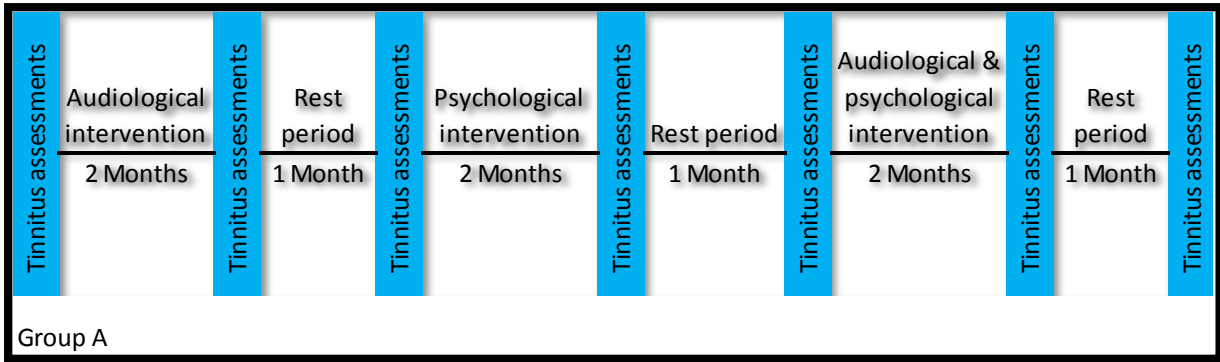 Tinnitus assessments
Audiological
intervention
2 Months
Tinnitus assessments
Rest
period
1 Month
Tinnitus assessments
Psychological
intervention
2 Months
Tinnitus assessments
Rest period
1 Month
Tinnitus assessments
Audiological &
psychological
intervention
2 Months
Tinnitus assessments
Rest
period
1 Month
Tinnitus assessments
Group A